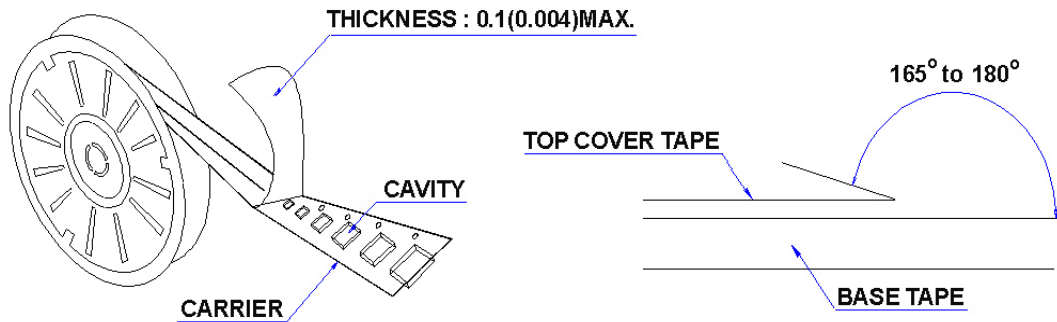 THICKNESS : 0.1(0.004)MAX.
CAVITY
CARRIER
165° to 180°
TOP COVER TAPE
BASE TAPE